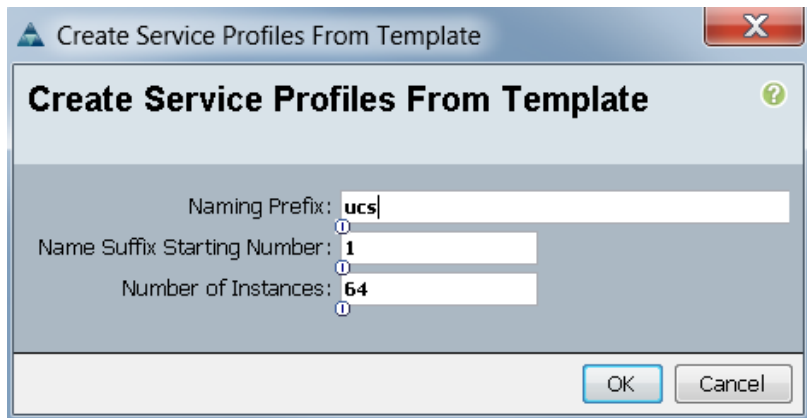 Create Service Profiles From Template
X
Create Service Profiles From Template
?
Naming Prefix: ucs
Name Suffix Starting Number: 1
Number of Instances: 64
OK Cancel